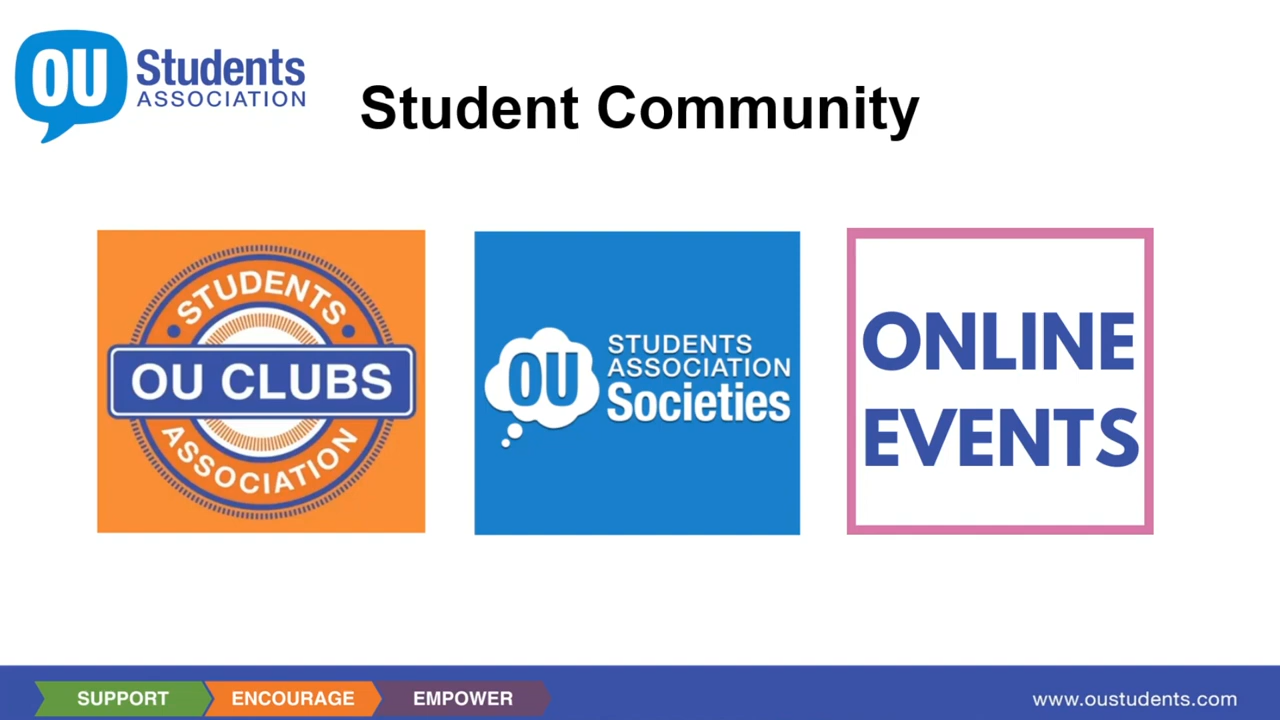 OU Students
ASSOCIATION
Student Community
STUDENTS
OU CLUBS
ASSOCIATION
OU STUDENTS
ASSOCIATION
Societies
ONLINE
EVENTS
SUPPORT ENCOURAGE EMPOWER www.oustudents.com